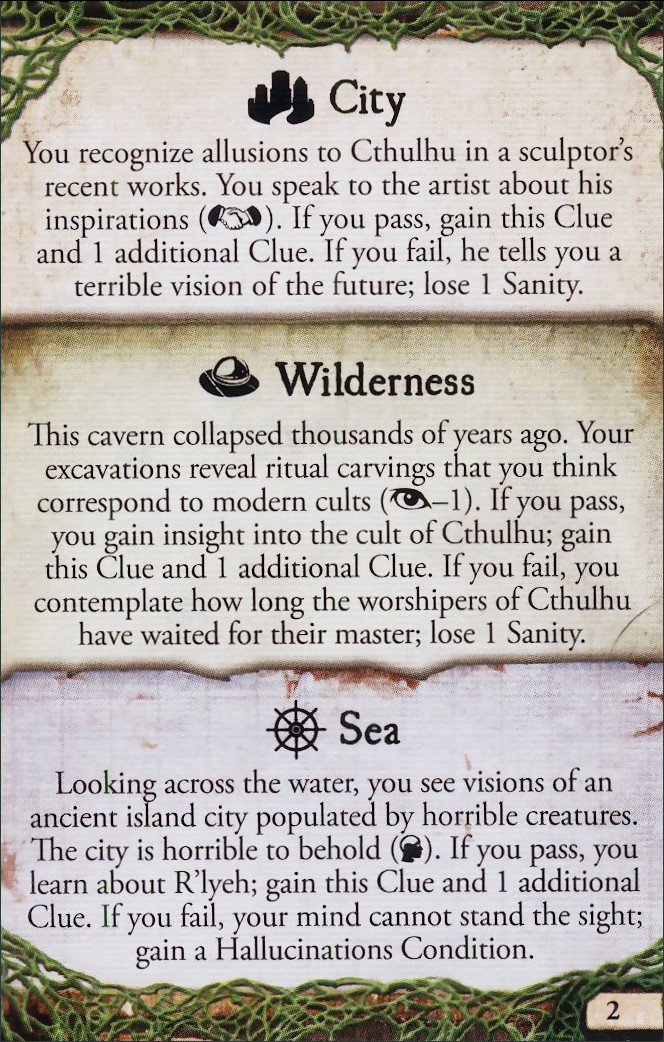 City
You recognize allusions to Cthulhu in a sculptor's
recent works. You speak to the artist about his
inspirations ( ). If you pass, gain this Clue
and 1 additional Clue. If you fail, he tells you a
terrible vision of the future; lose 1 Sanity.
Wilderness
This cavern collapsed thousands of years ago. Your
excavations reveal ritual carvings that you think
correspond to modern cults ( –1). If you pass,
you gain insight into the cult of Cthulhu; gain
this Clue and 1 additional Clue. If you fail, you
contemplate how long the worshipers of Cthulhu
have waited for their master; lose 1 Sanity.
Sea
Looking across the water, you see visions of an
ancient island city populated by horrible creatures.
The city is horrible to behold ( ). If you pass, you
learn about R'lyeh; gain this Clue and 1 additional
Clue. If you fail, your mind cannot stand the sight;
gain a Hallucinations Condition.
2